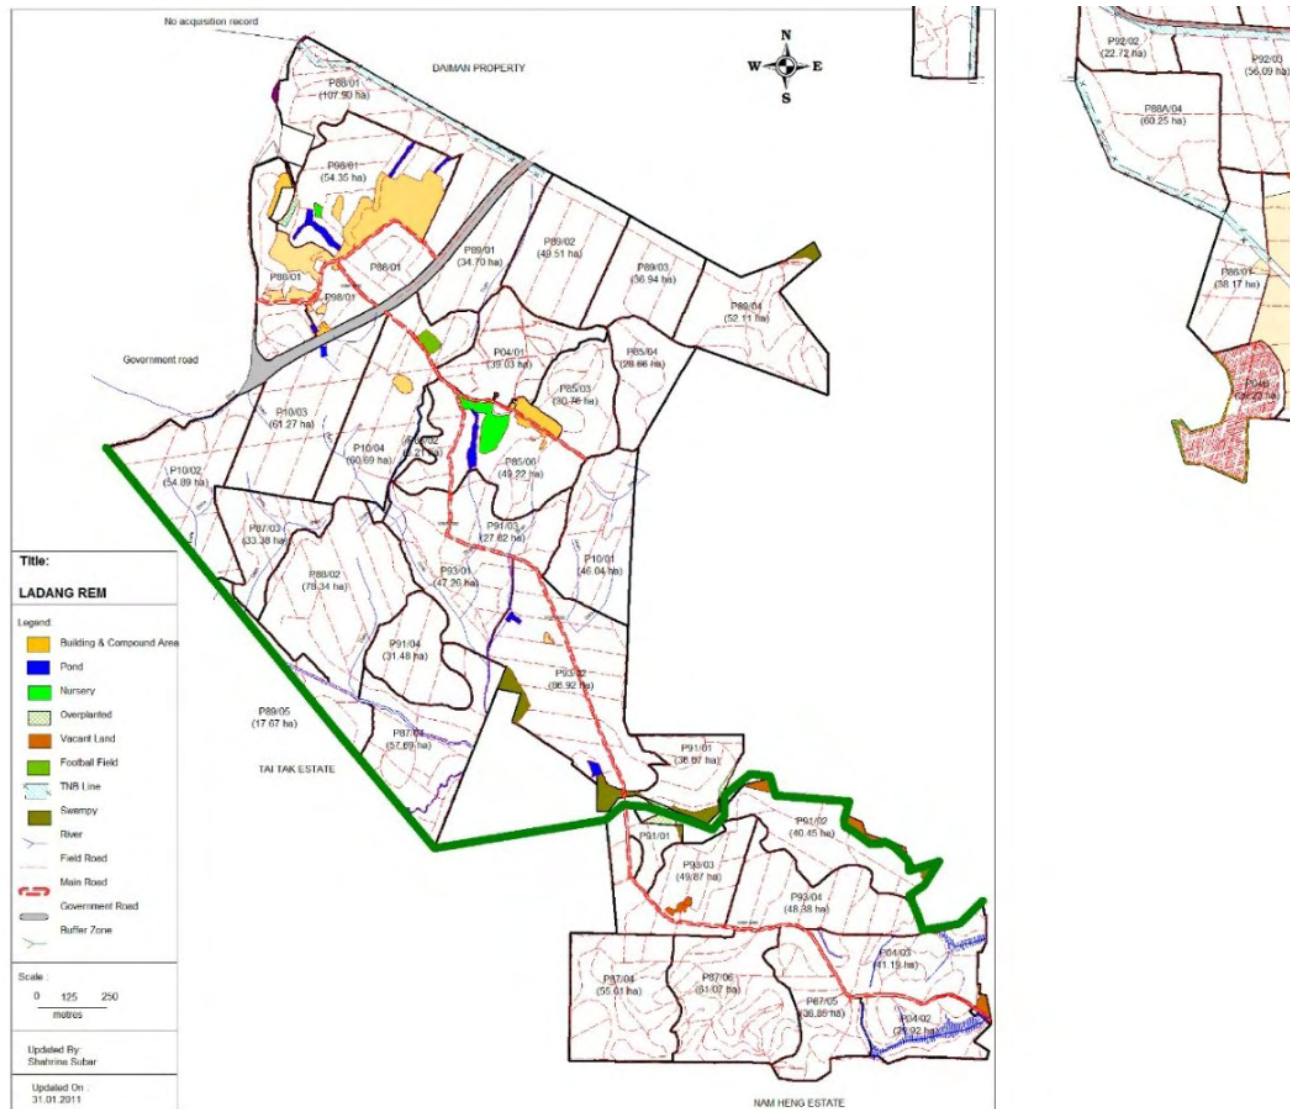 No acquisition record
DAIMAN PROPERTY
N
W
E
S
P88/01
(107.90 ha)
P98/01
(54.35 ha)
P89/01
(34.70 ha)
P89/02
(49.51 ha)
P89/03
(36.94 ha)
P89/04
(52.11 ha)
P88/01
P86/01
P98/01
Government road
P04/01
(39.03 ha)
P85/04
(28.66 ha)
P85/03
(30.76 ha)
P10/03
(61.27 ha)
P10/04
(60.69 ha)
P10/02
(54.89 ha)
P85/06
(49.22 ha)
P87/03
(33.38 ha)
P91/03
(27.62 ha)
P10/01
(46.04 ha)
P88/02
(78.34 ha)
P93/01
(47.26 ha)
P91/04
(31.48 ha)
P93/02
(86.92 ha)
P89/05
(17.67 ha)
(57.69 ha)
TAI TAK ESTATE
P91/01
P91/02
(40.45 ha)
P91/01
P93/03
(49.87 ha)
P93/04
(48.38 ha)
P04/03
(41.19 ha)
P87/04
(55.01 ha)
P87/06
(61.07 ha)
P87/05
P04/02
NAM HENG ESTATE
Title:
LADANG REM
Legend:
Building & Compound Area
Pond
Nursery
Overplanted
Vacant Land
Football Field
TNB Line
Swampy
River
Field Road
Main Road
Government Road
Buffer Zone
Scale :
0 125 250
metres
Updated By:
Shahrina Subar
Updated On :
31.01.2011
P92/02
(22.72 ha)
P92/03
(56.09 ha)
P88A/04
(60.25 ha)
P86/01
(38.17 ha)